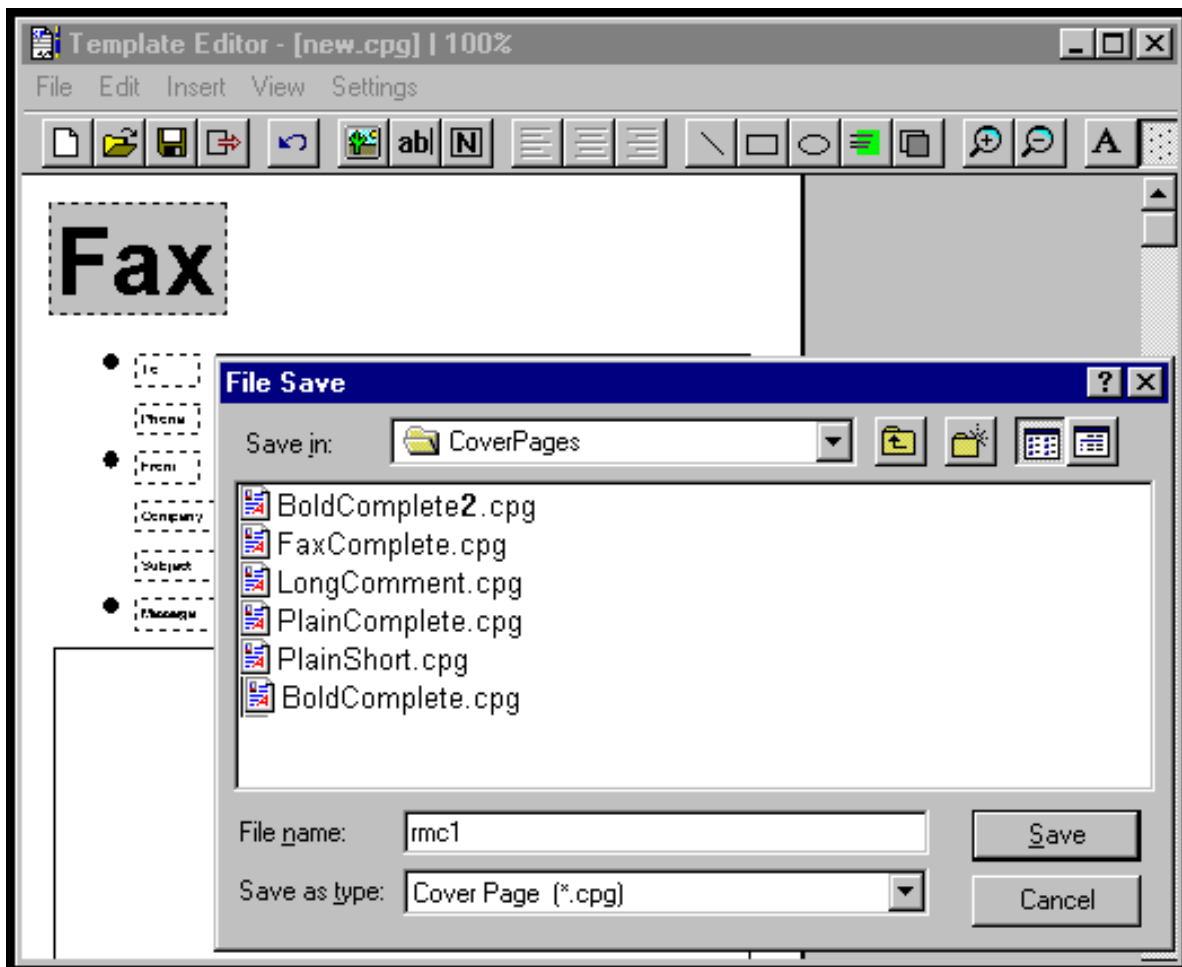 Template Editor - [new.cpg] | 100%
File Edit Insert View Settings
ab| N A
Fax
To
Phone
From
Company
Subject
Message
File Save
Save in: CoverPages
BoldComplete2.cpg
FaxComplete.cpg
LongComment.cpg
PlainComplete.cpg
PlainShort.cpg
BoldComplete.cpg
File name: rmc1 Save
Save as type: Cover Page (*.cpg) Cancel